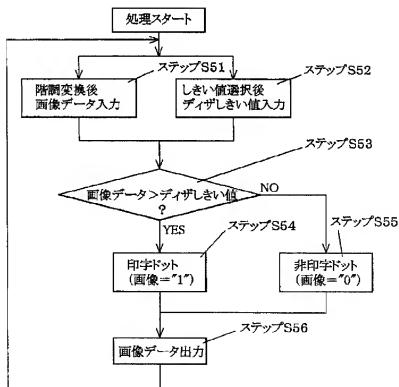 処理スタート
ステップS51
階調変換後
画像データ入力
ステップS52
しきい値選択後
ディザしきい値入力
ステップS53
画像データ>ディザしきい値
?
NO
YES
ステップS54
印字ドット
(画像="1")
ステップS55
非印字ドット
(画像="0")
ステップS56
画像データ出力